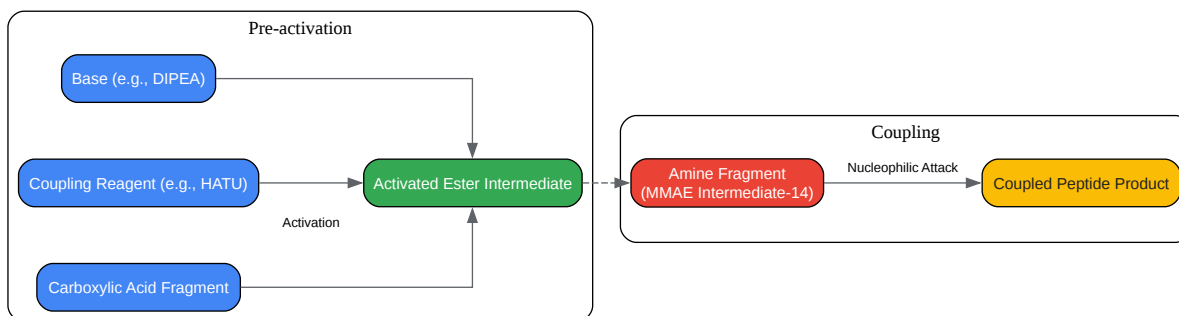 Pre-activation
Base (e.g., DIPEA)
Coupling Reagent (e.g., HATU)
Activation
Carboxylic Acid Fragment
Activated Ester Intermediate
Coupling
Amine Fragment
(MMAE Intermediate-14)
Nucleophilic Attack
Coupled Peptide Product